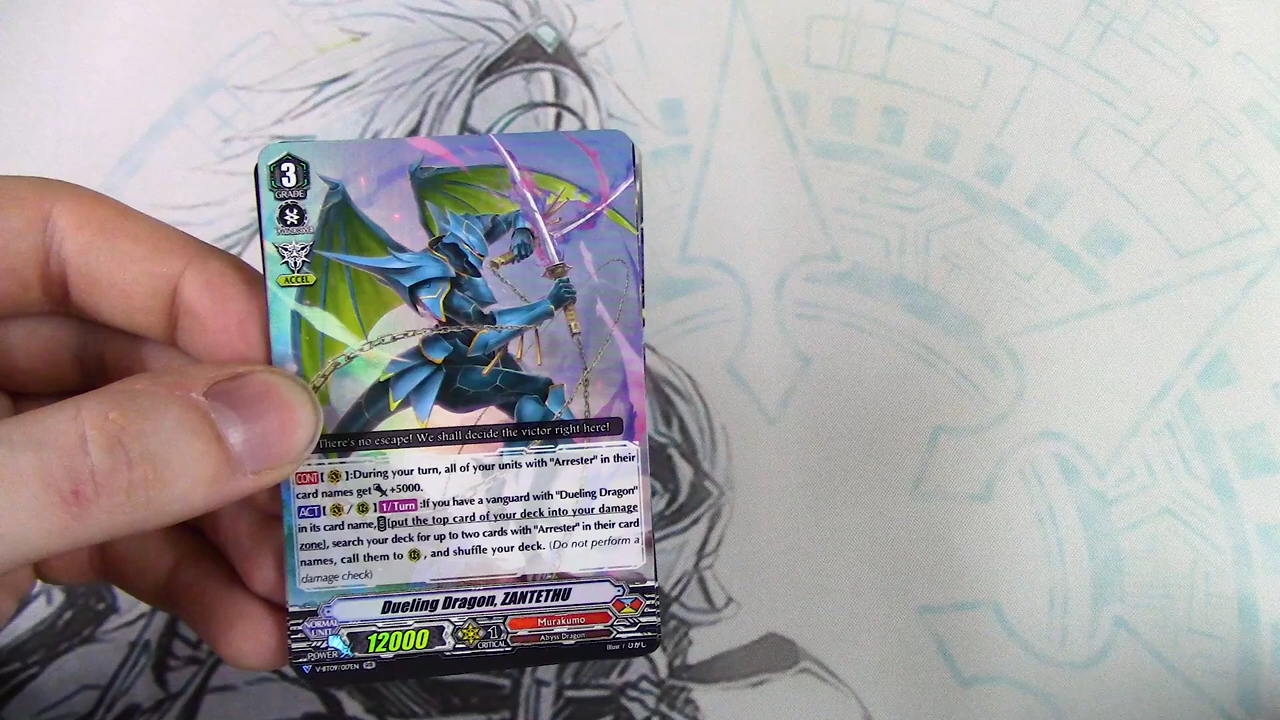 3
GRADE
ACCEL
There's no escape! We shall decide the victor right here!
CONT[ ]:During your turn, all of your units with "Arrester" in their
card names get +5000.
ACT[ / ]1/Turn:If you have a vanguard with "Dueling Dragon"
in its card name, [put the top card of your deck into your damage
zone], search your deck for up to two cards with "Arrester" in their card
names, call them to , and shuffle your deck. (Do not perform a
damage check)
Dueling Dragon, ZANTETHU
NORMAL
UNIT
Murakumo
POWER 12000 1
CRITICAL
Abyss Dragon
V-BT09/017EN RR